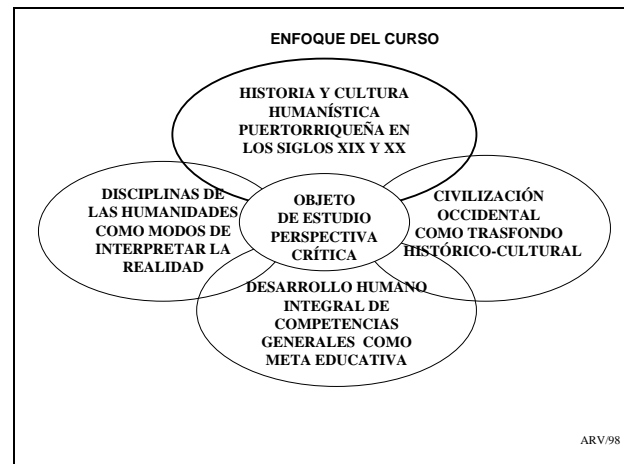 ENFOQUE DEL CURSO
HISTORIA Y CULTURA
HUMANÍSTICA
PUERTORRIQUEÑA EN
LOS SIGLOS XIX Y XX
DISCIPLINAS DE
LAS HUMANIDADES
COMO MODOS DE
INTERPRETAR LA
REALIDAD
OBJETO
DE ESTUDIO
PERSPECTIVA
CRÍTICA
CIVILIZACIÓN
OCCIDENTAL
COMO TRASFONDO
HISTÓRICO-CULTURAL
DESARROLLO HUMANO
INTEGRAL DE
COMPETENCIAS
GENERALES COMO
META EDUCATIVA
ARV/98